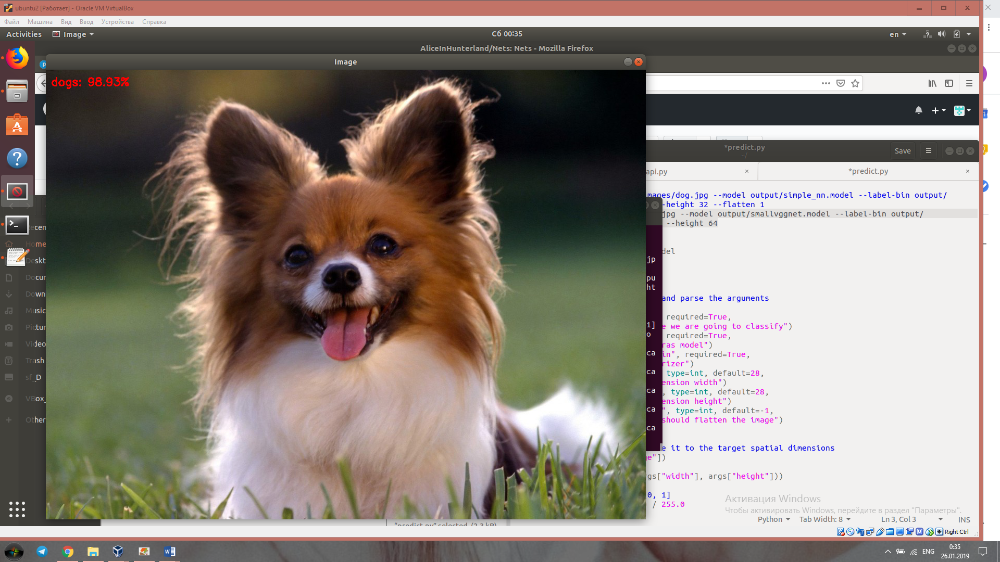 ubuntu2 [Работает] - Oracle VM VirtualBox
Файл Машина Вид Ввод Устройства Справка
Activities Image Сб 00:35 en
AliceInHunterland/Nets: Nets - Mozilla Firefox
Image
dogs: 98.93%
*predict.py
~/
Save
api.py × *predict.py ×
mages/dog.jpg --model output/simple_nn.model --label-bin output/
-height 32 --flatten 1
jpg --model output/smallvggnet.model --label-bin output/
--height 64
del
jp
pu
ht
and parse the arguments
required=True,
e we are going to classify")
required=True,
ras model")
in", required=True,
rizer")
type=int, default=28,
ension width")
, type=int, default=28,
ension height")
", type=int, default=-1,
should flatten the image")
1]
o
ca
ca
ca
ca
ca
e it to the target spatial dimensions
ge"])
rgs["width"], args["height"]))
[0, 1]
/ 255.0
ecen
Home
Deskt
Docur
Down
Music
Pictur
Video
Trash
sf_D
VBox_
Other
"predict.py" selected (2.3 kB)
Активация Windows
Чтобы активировать Windows, перейдите в раздел "Параметры".
Python Tab Width: 8 Ln 3, Col 3 INS
Right Ctrl
ENG
0:35
26.01.2019